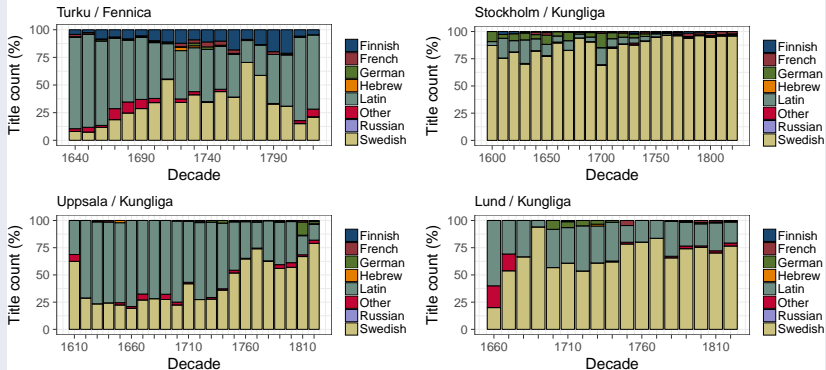 Turku / Fennica
Title count (%)
100
75
50
25
0
1640
1690
1740
1790
Decade
Finnish
French
German
Hebrew
Latin
Other
Russian
Swedish
Stockholm / Kungliga
Title count (%)
100
75
50
25
0
1600
1650
1700
1750
1800
Decade
Finnish
French
German
Hebrew
Latin
Other
Russian
Swedish
Uppsala / Kungliga
Title count (%)
100
75
50
25
0
1610
1660
1710
1760
1810
Decade
Finnish
French
German
Hebrew
Latin
Other
Russian
Swedish
Lund / Kungliga
Title count (%)
100
75
50
25
0
1660
1710
1760
1810
Decade
Finnish
French
German
Hebrew
Latin
Other
Russian
Swedish